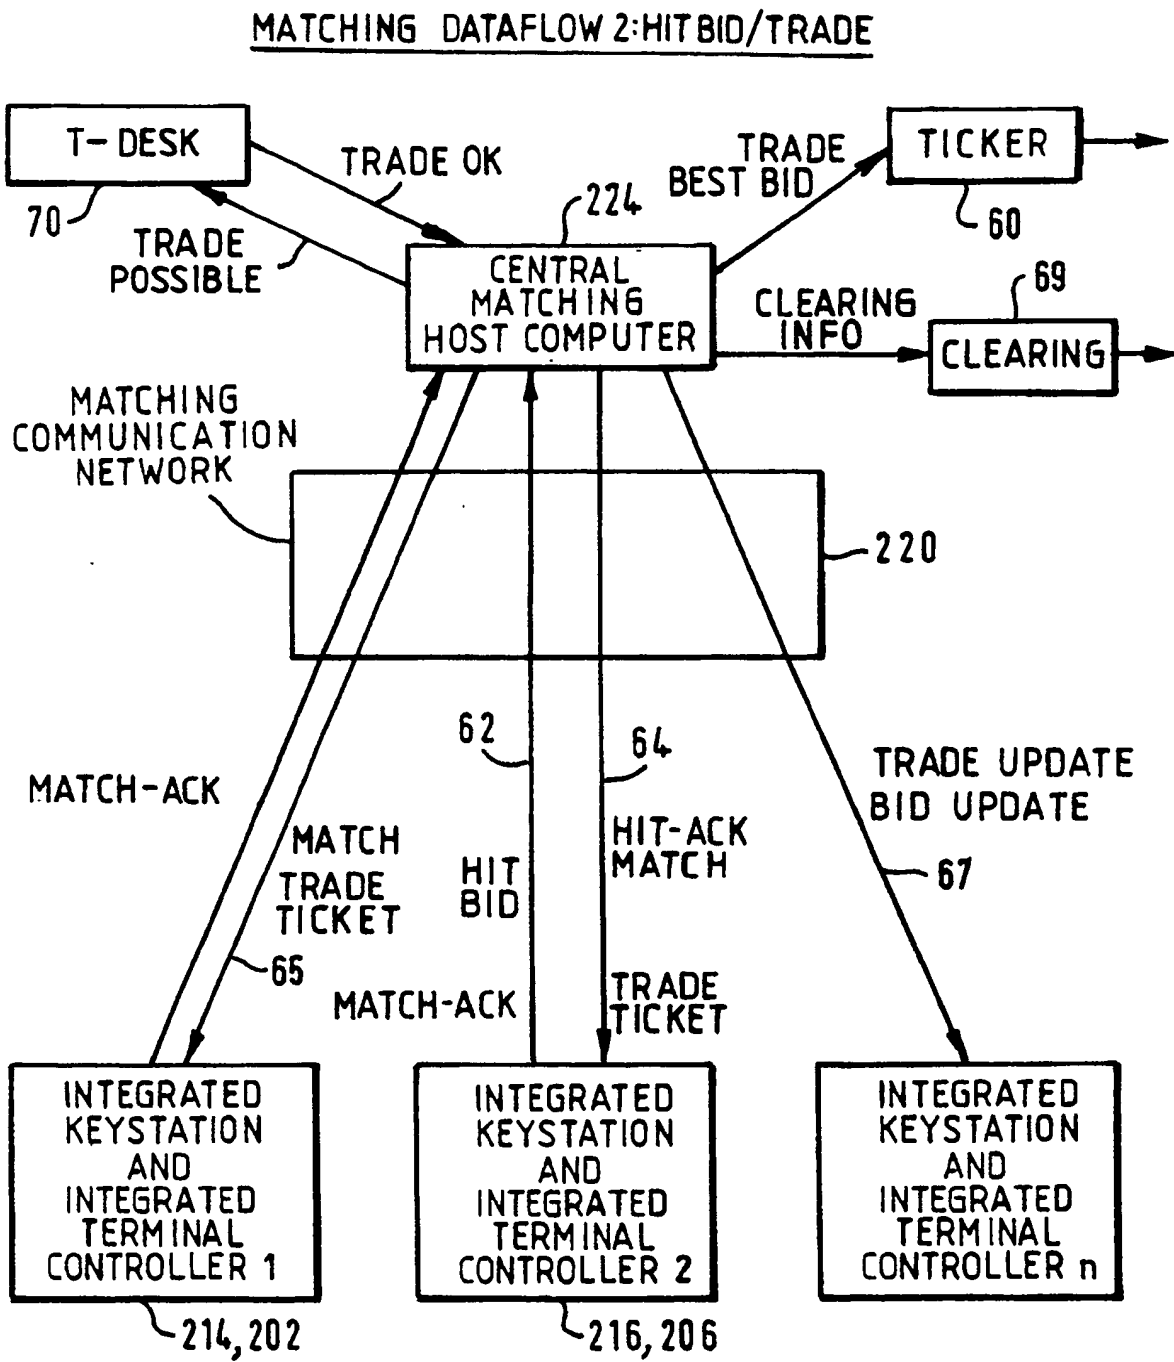 MATCHING DATAFLOW 2:HIT BID/TRADE
T-DESK
70
TRADE OK
TRADE
POSSIBLE
224
CENTRAL
MATCHING
HOST COMPUTER
TRADE
BEST BID
TICKER
60
CLEARING
INFO
69
CLEARING
MATCHING
COMMUNICATION
NETWORK
220
62
64
MATCH-ACK
TRADE UPDATE
BID UPDATE
67
MATCH
TRADE
TICKET
65
HIT
BID
HIT-ACK
MATCH
MATCH-ACK
TRADE
TICKET
INTEGRATED
KEYSTATION
AND
INTEGRATED
TERMINAL
CONTROLLER 1
214,202
INTEGRATED
KEYSTATION
AND
INTEGRATED
TERMINAL
CONTROLLER 2
216,206
INTEGRATED
KEYSTATION
AND
INTEGRATED
TERMINAL
CONTROLLER n